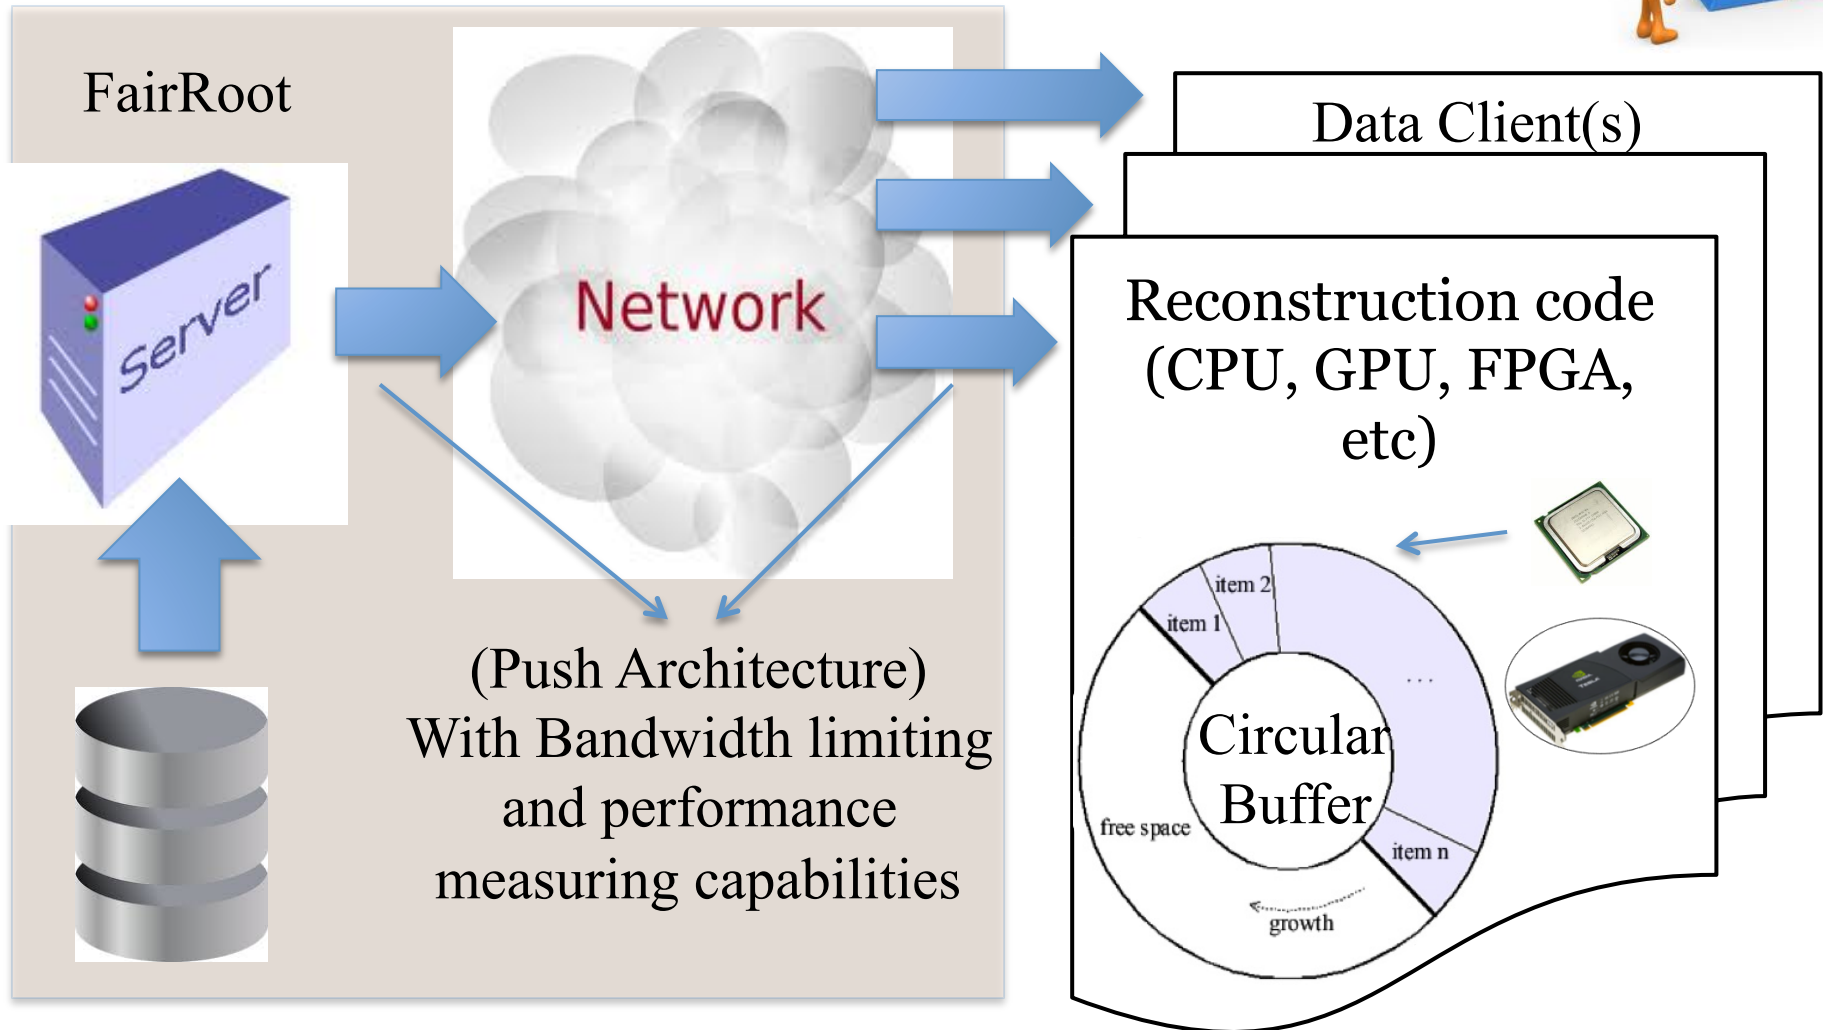 FairRoot
Server
Network
(Push Architecture)
With Bandwidth limiting
and performance
measuring capabilities
Data Client(s)
Reconstruction code
(CPU, GPU, FPGA,
etc)
item 2
item 1
. . .
Circular
Buffer
free space
item n
growth
TESLA